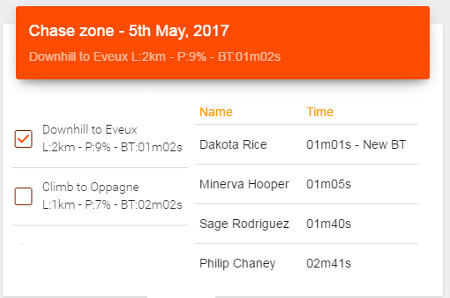 Chase zone - 5th May, 2017
Downhill to Eveux L:2km - P:9% - BT:01m02s
Downhill to Eveux
L:2km - P:9% - BT:01m02s
Climb to Oppagne
L:1km - P:7% - BT:02m02s
Name Time
Dakota Rice 01m01s - New BT
Minerva Hooper 01m05s
Sage Rodriguez 01m40s
Philip Chaney 02m41s